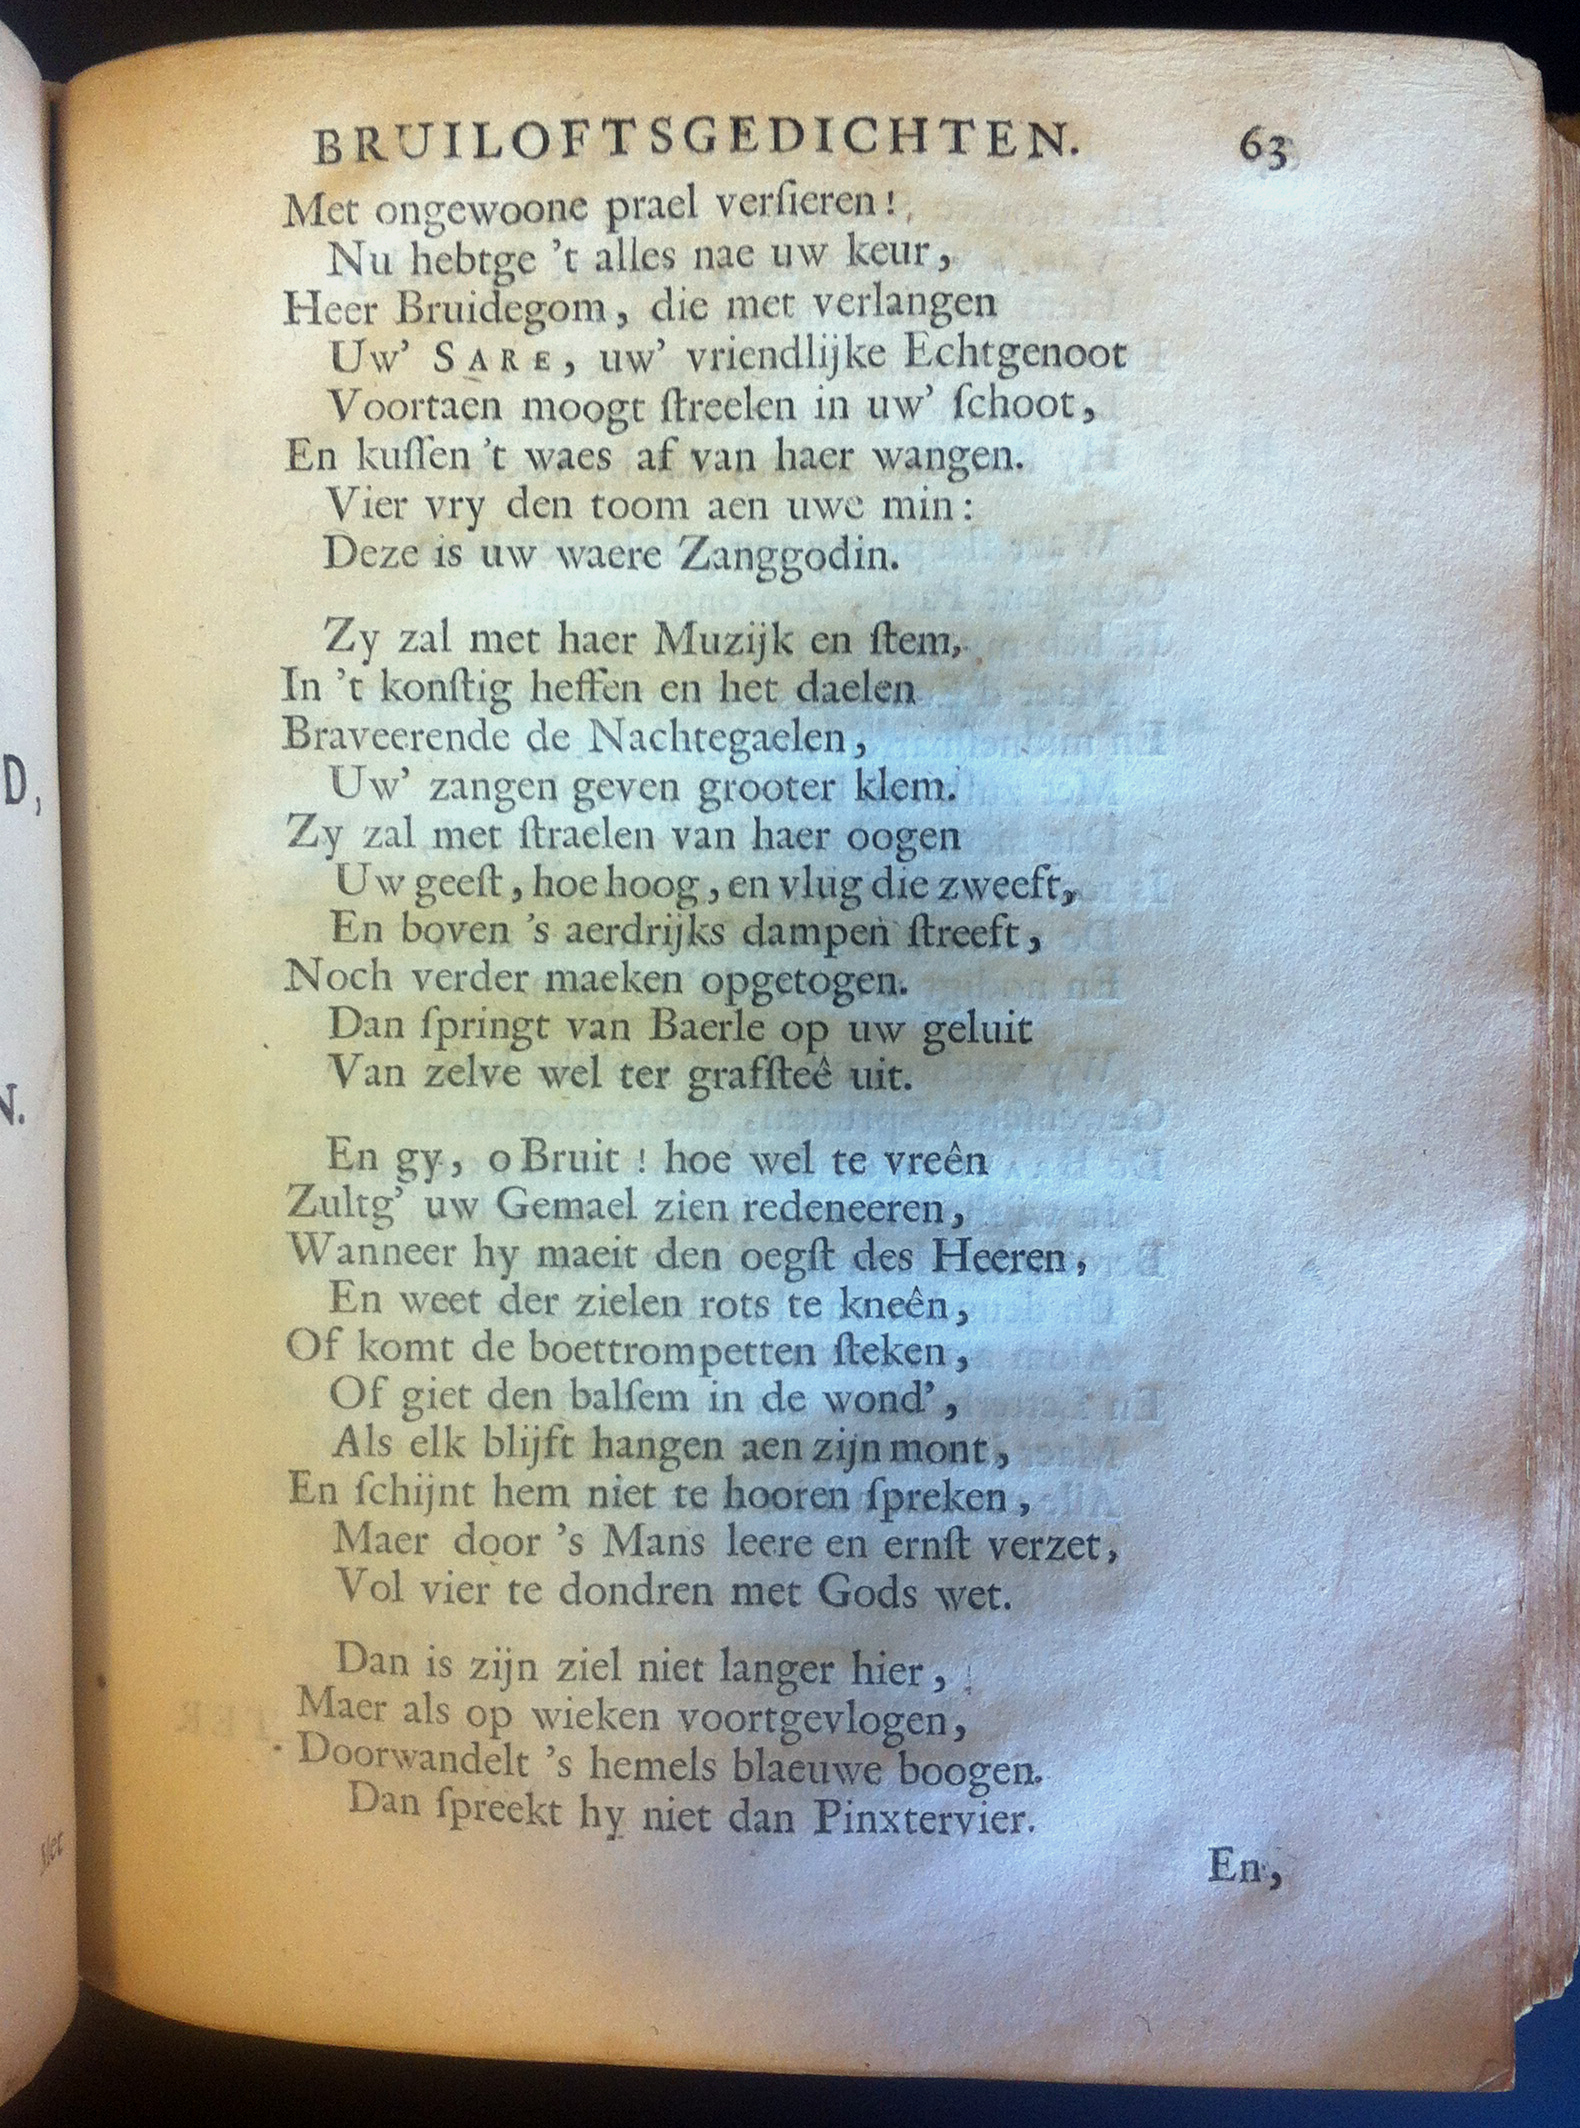 BRUILOFTSGEDICHTEN. 63
Met ongewoone prael verſieren!
Nu hebtge 't alles nae uw keur,
Heer Bruidegom, die met verlangen
Uw' SARE, uw' vriendlijke Echtgenoot
Voortaen moogt ſtreelen in uw' ſchoot,
En kuſſen 't waes af van haer wangen.
Vier vry den toom aen uwe min:
Deze is uw waere Zanggodin.
Zy zal met haer Muzijk en ſtem,
In 't konſtig heffen en het daelen
Braveerende de Nachtegaelen,
Uw' zangen geven grooter klem.
Zy zal met ſtraelen van haer oogen
Uw geeſt, hoe hoog, en vlug die zweeft,
En boven 's aerdrijks dampen ſtreeft,
Noch verder maeken opgetogen.
Dan ſpringt van Baerle op uw geluit
Van zelve wel ter grafſteê uit.
En gy, o Bruit! hoe wel te vreên
Zultg' uw Gemael zien redeneeren,
Wanneer hy maeit den oegſt des Heeren,
En weet der zielen rots te kneên,
Of komt de boettrompetten ſteken,
Of giet den balſem in de wond',
Als elk blijft hangen aen zijn mont,
En ſchijnt hem niet te hooren ſpreken,
Maer door 's Mans leere en ernſt verzet,
Vol vier te dondren met Gods wet.
Dan is zijn ziel niet langer hier,
Maer als op wieken voortgevlogen,
Doorwandelt 's hemels blaeuwe boogen.
Dan ſpreekt hy niet dan Pinxtervier.
En,
D,
N.